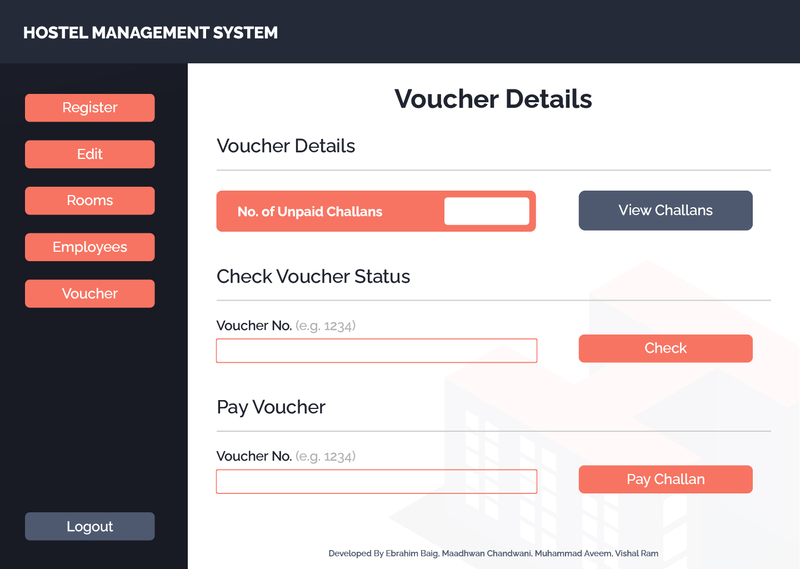 HOSTEL MANAGEMENT SYSTEM
Register
Edit
Rooms
Employees
Voucher
Logout
Voucher Details
Voucher Details
No. of Unpaid Challans
View Challans
Check Voucher Status
Voucher No. (e.g. 1234)
Check
Pay Voucher
Voucher No. (e.g. 1234)
Pay Challan
Developed By Ebrahim Baig, Maadhwan Chandwani, Muhammad Aveem, Vishal Ram